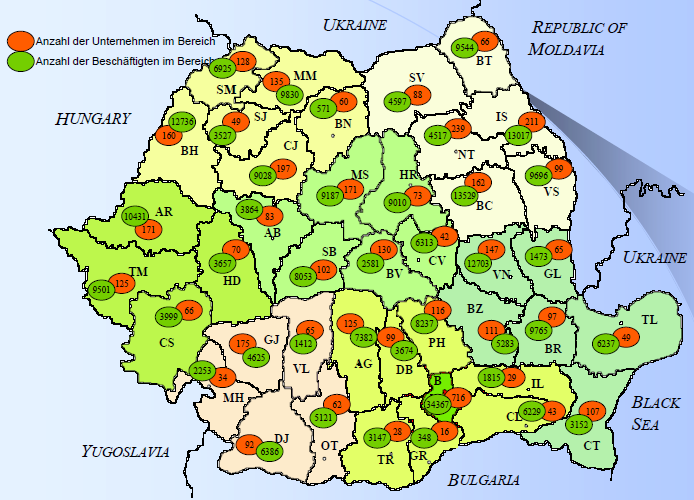 UKRAINE
REPUBLIC OF
MOLDAVIA
Anzahl der Unternehmen im Bereich
Anzahl der Beschäftigten im Bereich
HUNGARY
128
6925
SM
135
MM
9830
SV
4597
88
66
9544
BT
12736
160
BH
49
SJ
3527
60
571
BN
CJ
197
9028
IS
211
13017
239
4517
NT
99
9696
VS
MS
9187
171
HR
9010
73
162
13529
BC
10431
AR
171
3864
83
AB
TM
9501
125
70
3657
HD
SB
8053
102
130
2581
BV
42
6313
CV
147
12703
VN
65
1473
GL
UKRAINE
3999
66
CS
175
GJ
4625
65
1412
VL
125
7382
AG
99
3674
DB
116
8237
PH
BZ
111
5283
97
9765
BR
TL
6237
49
2253
34
MH
B
34367
716
1815
29
IL
CL
6229
43
107
3152
CT
BLACK
SEA
62
5121
OT
92
DJ
6386
28
3147
TR
348
16
GR
YUGOSLAVIA
BULGARIA